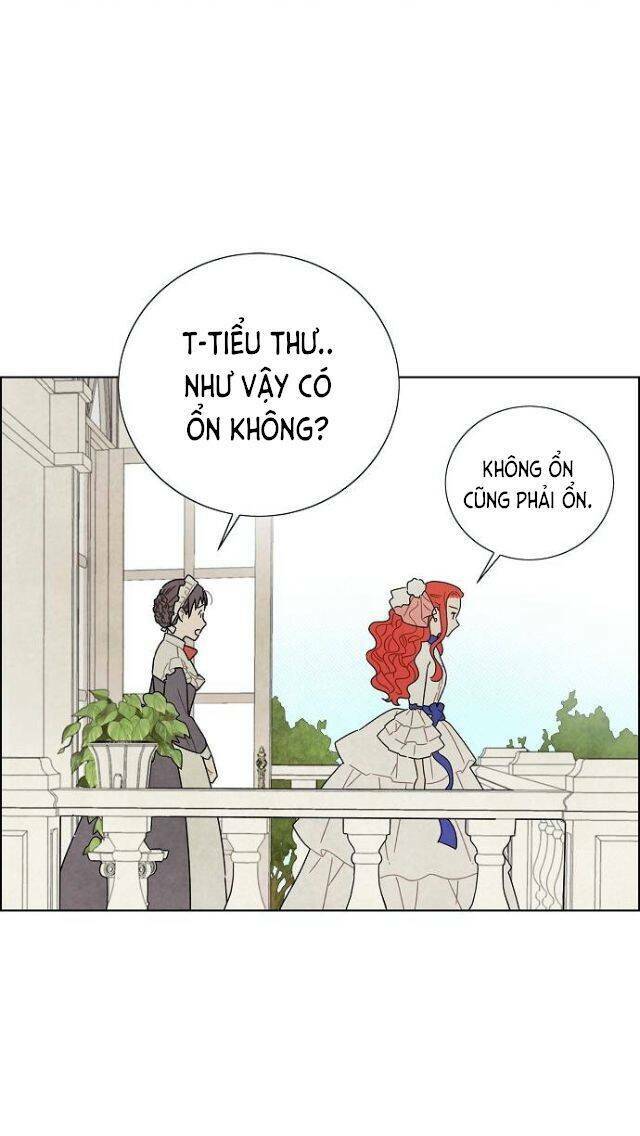 T-TIỂU THƯ..
NHƯ VẬY CÓ
ỔN KHÔNG?
KHÔNG ỔN
CŨNG PHẢI ỔN.